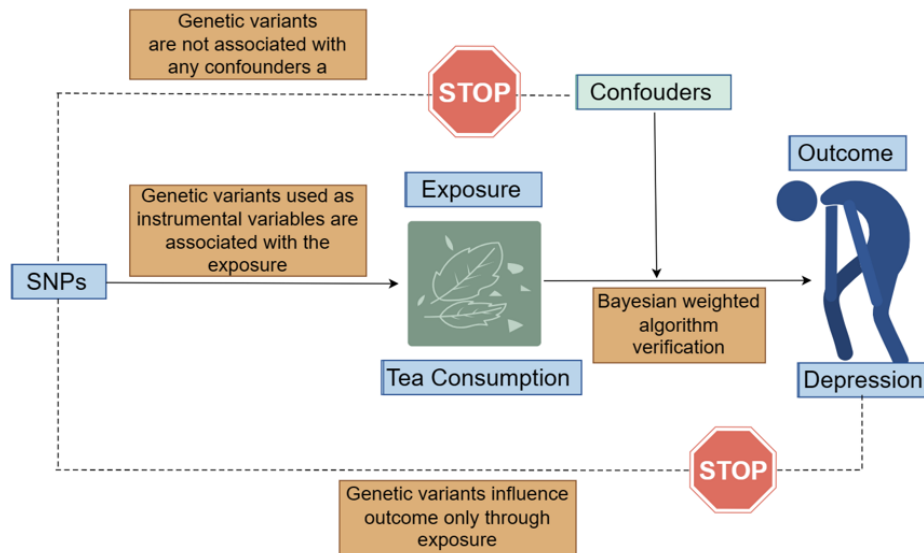 Genetic variants
are not associated with
any confounders a
STOP
Confouders
Outcome
Genetic variants used as
instrumental variables are
associated with the
exposure
Exposure
SNPs
Bayesian weighted
algorithm
verification
Tea Consumption
Depression
STOP
Genetic variants influence
outcome only through
exposure